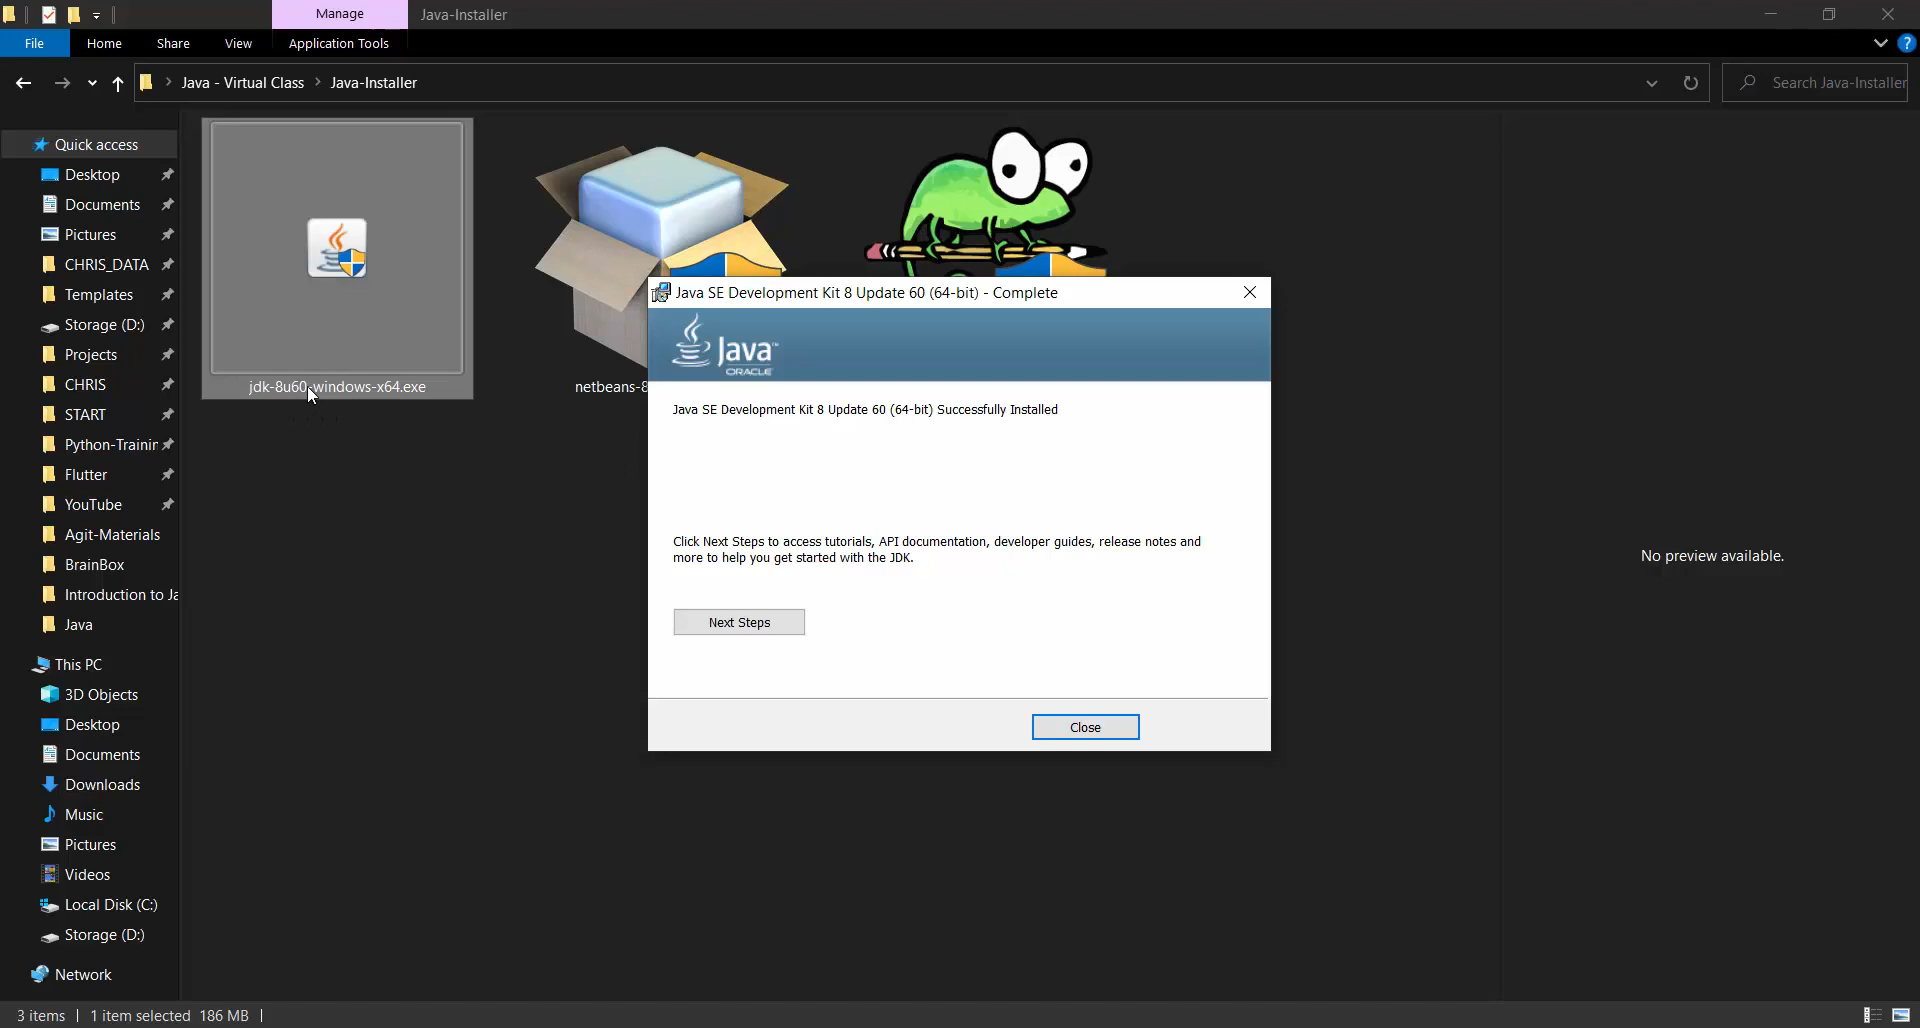 Manage
Java-Installer
File
Home
Share
View
Application Tools
?
Java - Virtual Class
Java-Installer
Search Java-Installer
Quick access
Desktop
Documents
Pictures
CHRIS_DATA
Templates
Storage (D:)
Projects
CHRIS
START
Python-Trainin
Flutter
YouTube
Agit-Materials
BrainBox
Introduction to Ja
Java
This PC
3D Objects
Desktop
Documents
Downloads
Music
Pictures
Videos
Local Disk (C:)
Storage (D:)
Network
jdk-8u60-windows-x64.exe
netbeans-8
Java SE Development Kit 8 Update 60 (64-bit) - Complete
Java™
ORACLE
Java SE Development Kit 8 Update 60 (64-bit) Successfully Installed
Click Next Steps to access tutorials, API documentation, developer guides, release notes and
more to help you get started with the JDK.
Next Steps
Close
No preview available.
3 items
1 item selected 186 MB